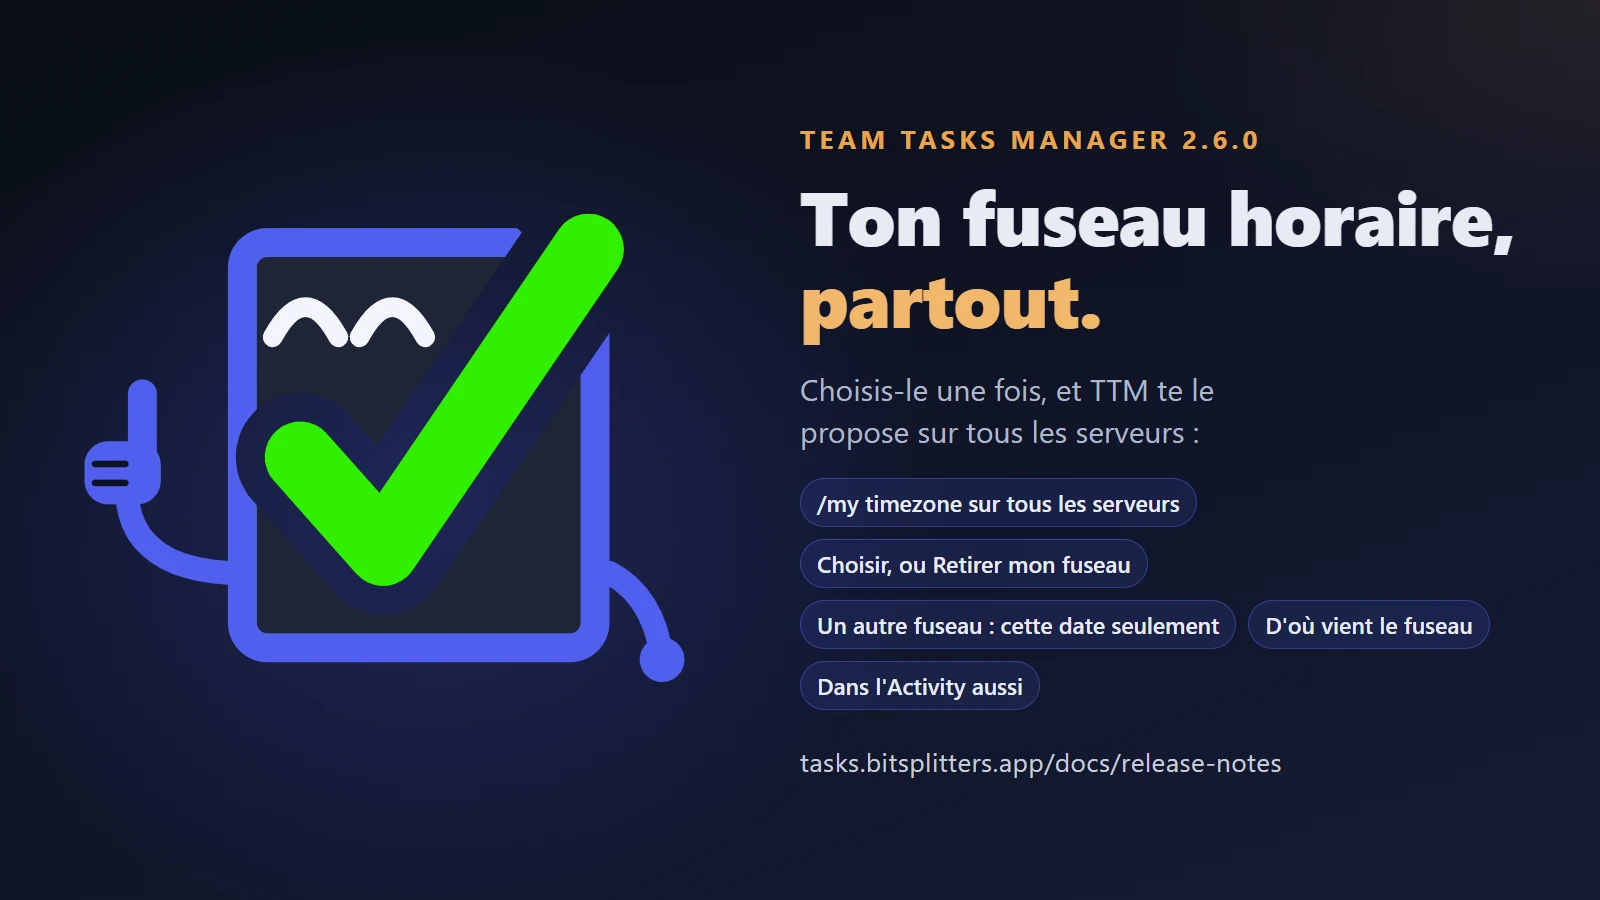 TEAM TASKS MANAGER 2.6.0
Ton fuseau horaire,
partout.
Choisis-le une fois, et TTM te le
propose sur tous les serveurs :
/my timezone sur tous les serveurs
Choisir, ou Retirer mon fuseau
Un autre fuseau : cette date seulement
D'où vient le fuseau
Dans l'Activity aussi
tasks.bitsplitters.app/docs/release-notes